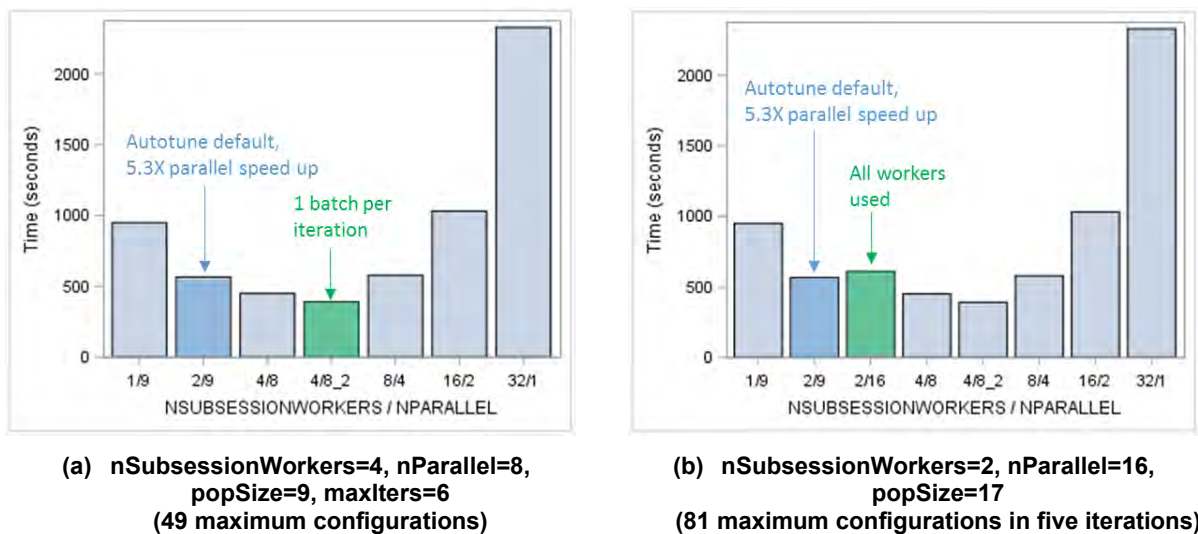 2000
1500
1000
500
0
Time (seconds)
Autotune default,
5.3X parallel speed up
1 batch per
iteration
1/9 2/9 4/8 4/8_2 8/4 16/2 32/1
NSUBSESSIONWORKERS / NPARALLEL
(a) nSubsessionWorkers=4, nParallel=8,
popSize=9, maxIters=6
(49 maximum configurations)
2000
1500
1000
500
0
Time (seconds)
Autotune default,
5.3X parallel speed up
All workers
used
1/9 2/9 2/16 4/8 4/8_2 8/4 16/2 32/1
NSUBSESSIONWORKERS / NPARALLEL
(b) nSubsessionWorkers=2, nParallel=16,
popSize=17
(81 maximum configurations in five iterations)